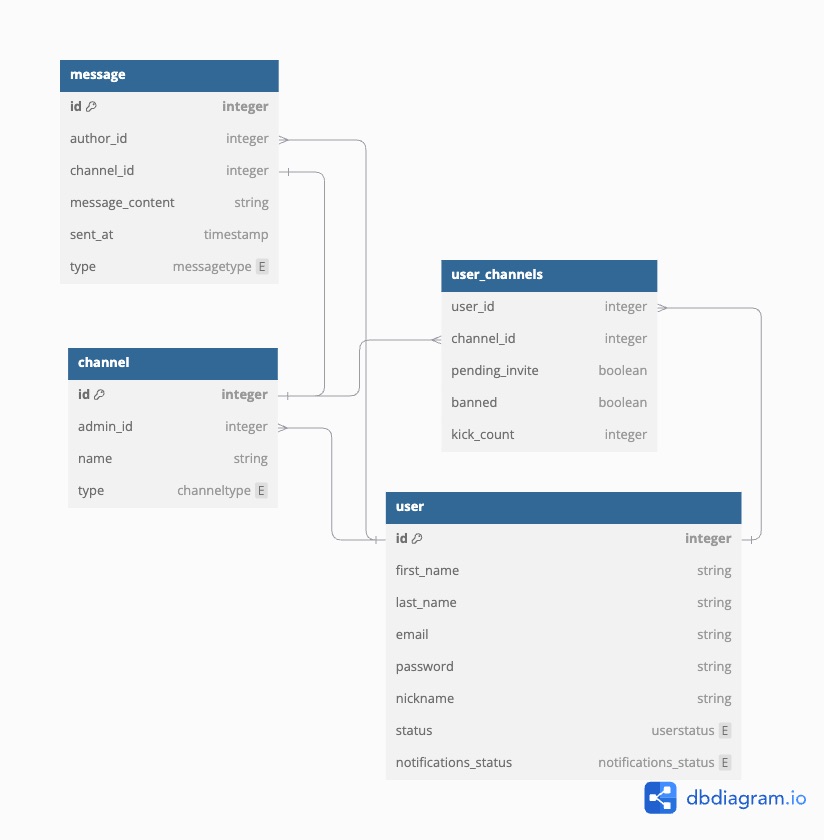 message
id integer
author_id integer
channel_id integer
message_content string
sent_at timestamp
type messagetype E
channel
id integer
admin_id integer
name string
type channeltype E
user_channels
user_id integer
channel_id integer
pending_invite boolean
banned boolean
kick_count integer
user
id integer
first_name string
last_name string
email string
password string
nickname string
status userstatus E
notifications_status notifications_status E
dbdiagram.io